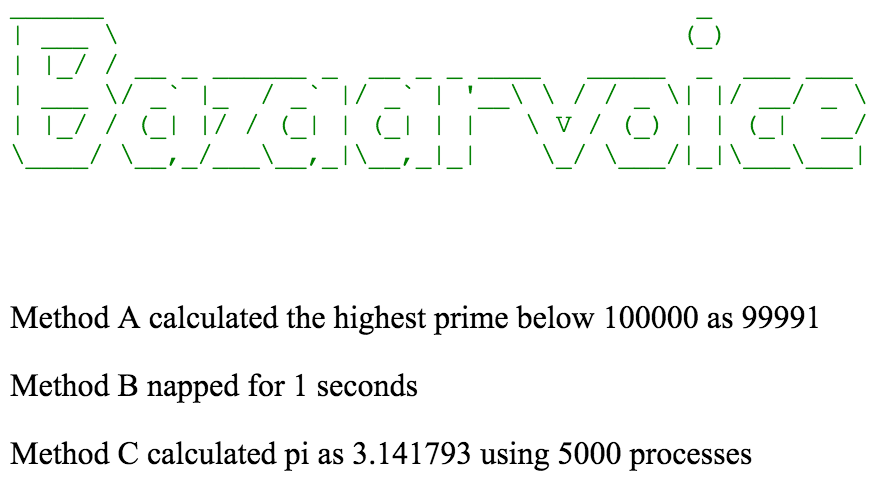 Bazaarvoice
Method A calculated the highest prime below 100000 as 99991
Method B napped for 1 seconds
Method C calculated pi as 3.141793 using 5000 processes